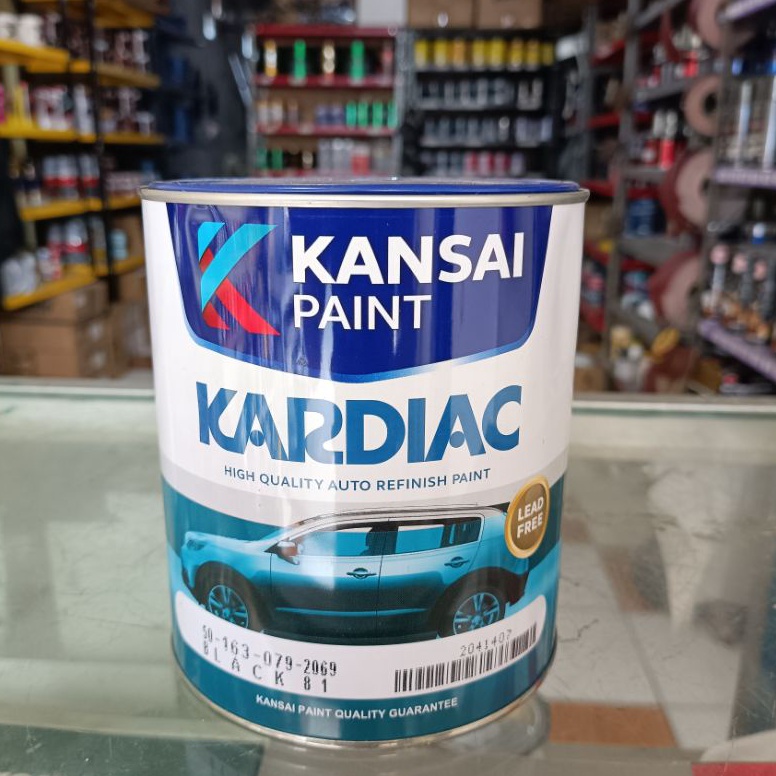 KANSAI
PAINT
KARDIAC
HIGH QUALITY AUTO REFINISH PAINT
LEAD
FREE
SO-163-079-2069
BLACK 81
2041407
KANSAI PAINT QUALITY GUARANTEE